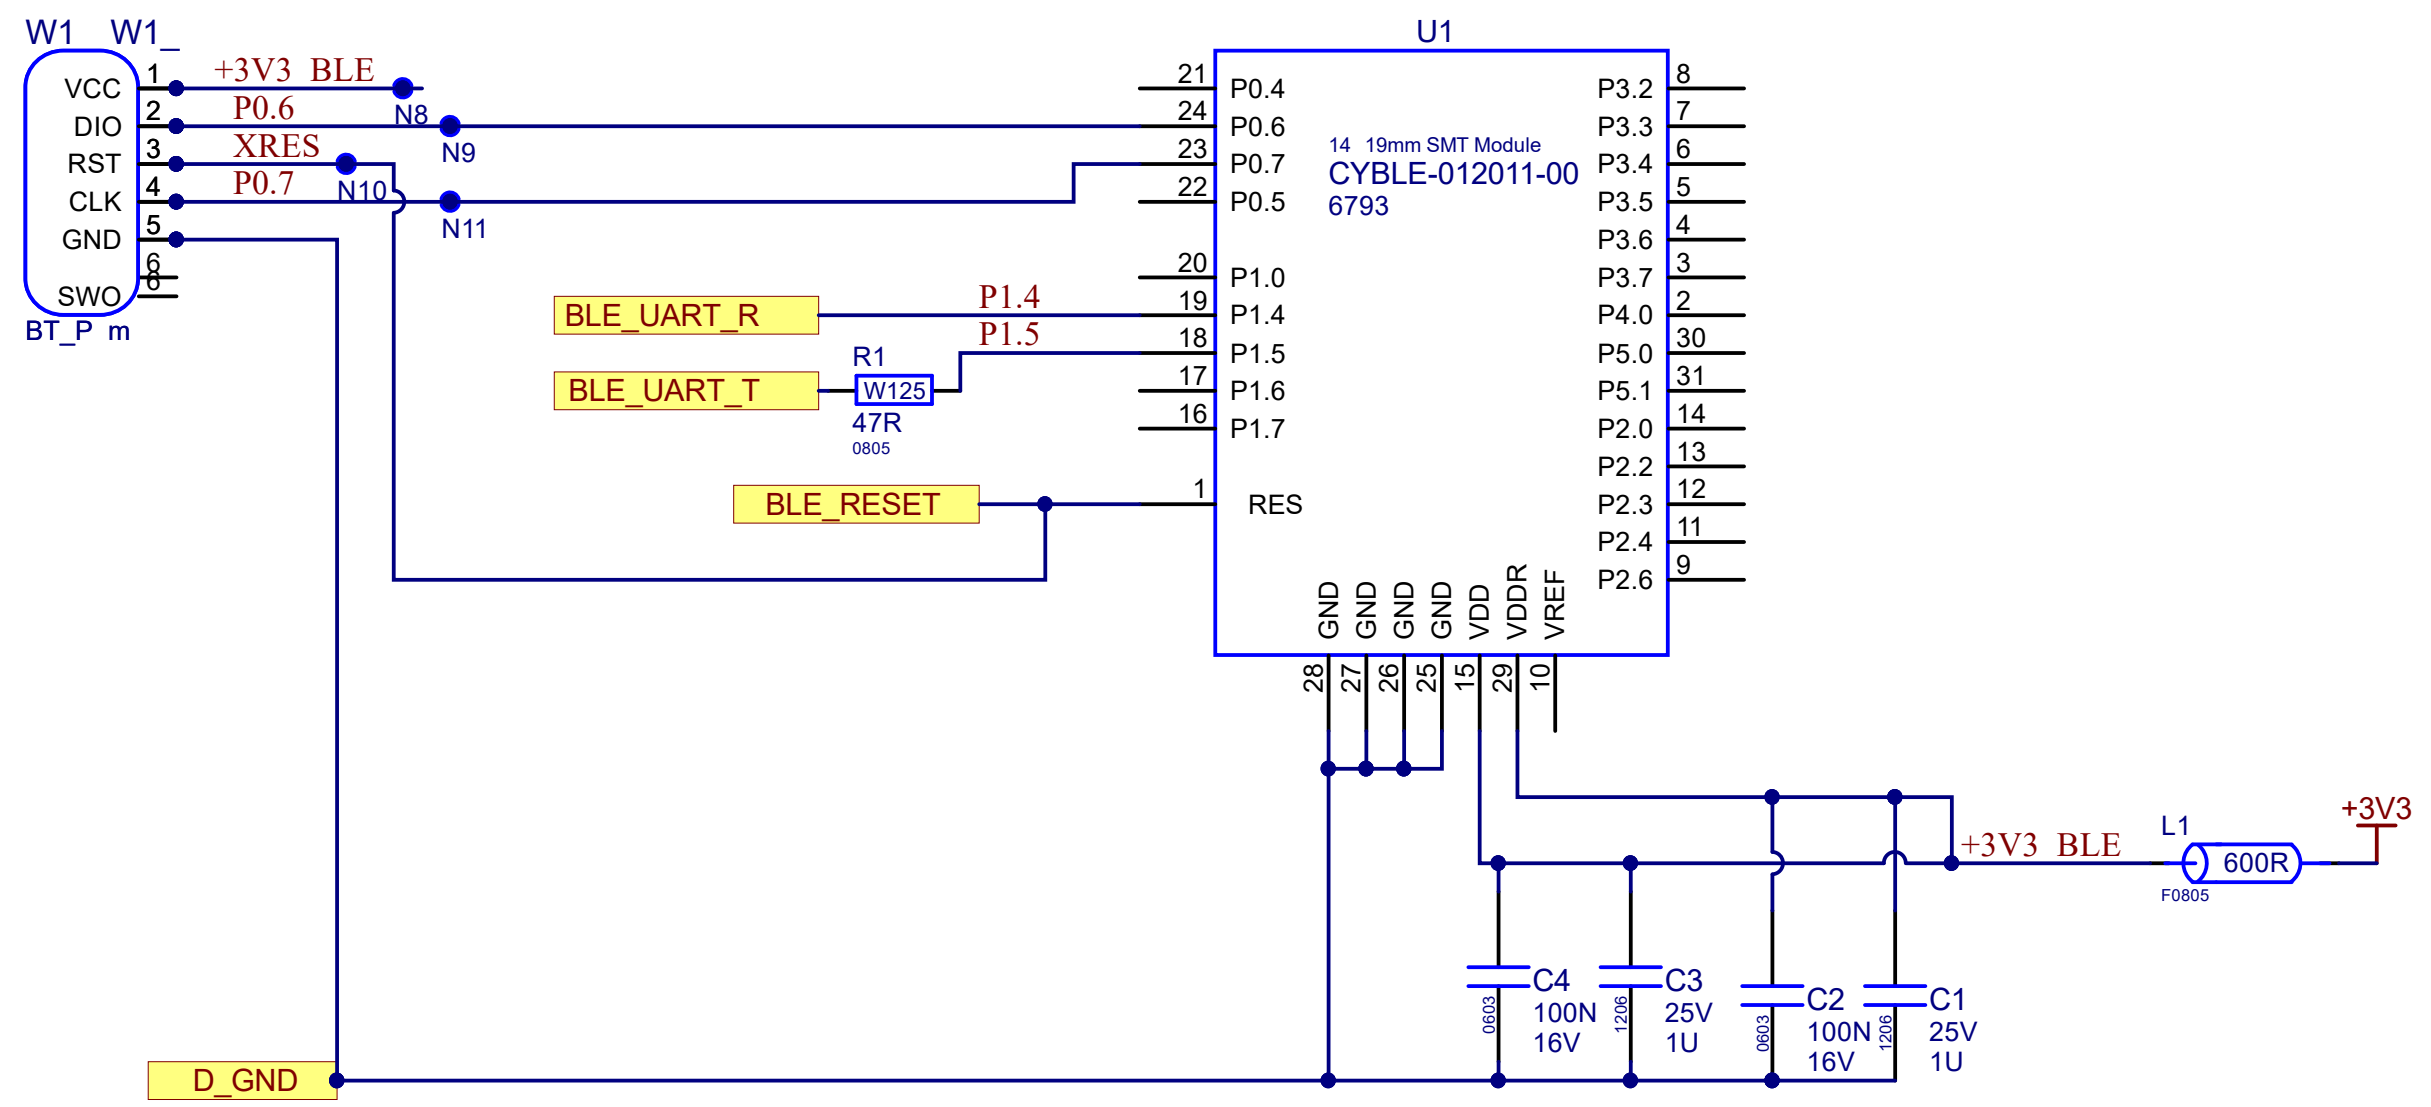 W1 W1_
VCC 1 +3V3 BLE
N8
DIO 2 P0.6
N9
RST 3 XRES
N10
CLK 4 P0.7
N11
GND 5
6
SWO 8
BT_P m
BLE_UART_R P1.4
BLE_UART_T P1.5
R1
W125
47R
0805
BLE_RESET
D_GND
U1
14 19mm SMT Module
CYBLE-012011-00
6793
21 P0.4
24 P0.6
23 P0.7
22 P0.5
20 P1.0
19 P1.4
18 P1.5
17 P1.6
16 P1.7
1 RES
P3.2 8
P3.3 7
P3.4 6
P3.5 5
P3.6 4
P3.7 3
P4.0 2
P5.0 30
P5.1 31
P2.0 14
P2.2 13
P2.3 12
P2.4 11
P2.6 9
GND 28
GND 27
GND 26
GND 25
VDD 15
VDDR 29
VREF 10
+3V3 BLE
L1
600R
F0805
+3V3
C4
100N
16V
0603
C3
25V
1U
1206
C2
100N
16V
0603
C1
25V
1U
1206